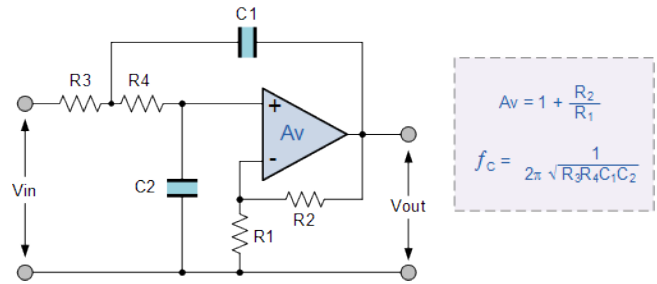 C1
R3
R4
+
Av
-
C2
Vin
R2
Vout
R1
Av = 1 + R₂/R₁
fc = 1/(2π √(R₃R₄C₁C₂))